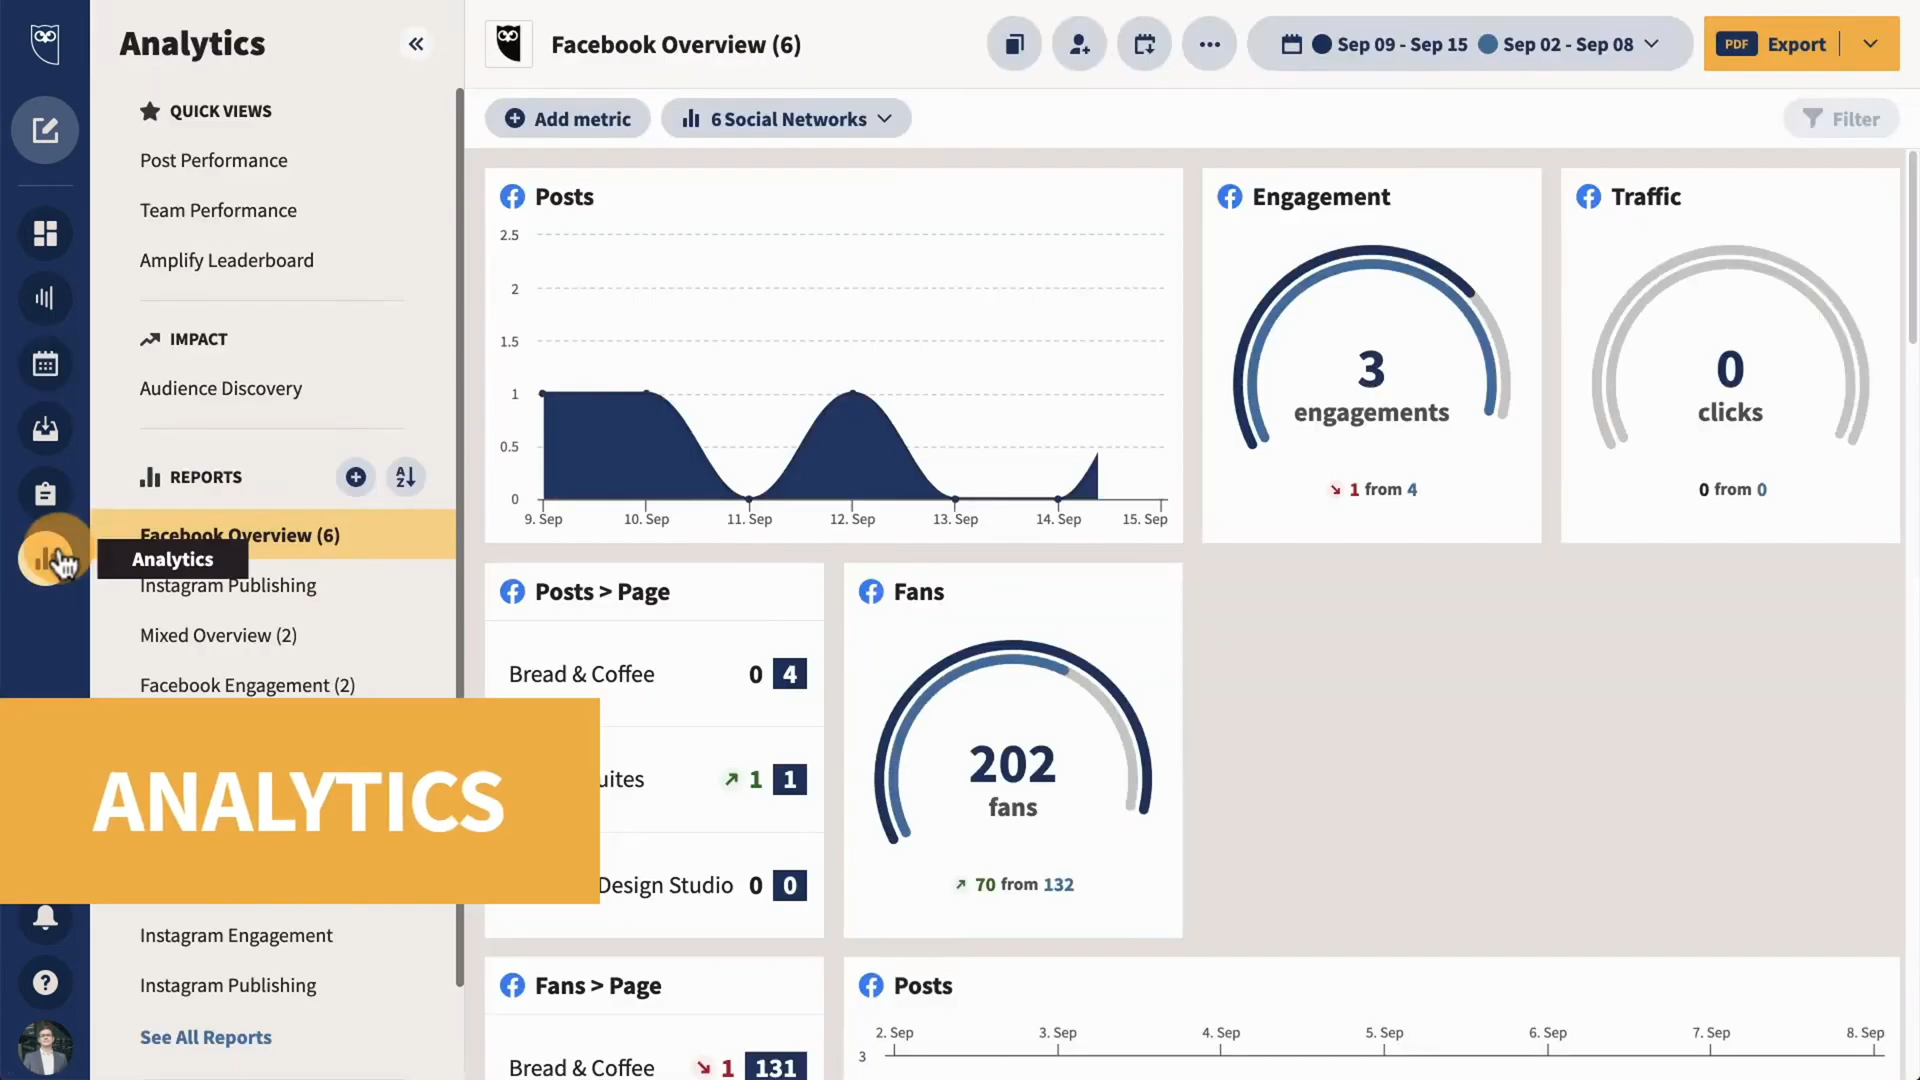 Analytics
Facebook Overview (6)
Sep 09 - Sep 15
Sep 02 - Sep 08
PDF
Export
QUICK VIEWS
Post Performance
Team Performance
Amplify Leaderboard
IMPACT
Audience Discovery
REPORTS
A
Z
Facebook Overview (6)
Analytics
Instagram Publishing
Mixed Overview (2)
Facebook Engagement (2)
ANALYTICS
Instagram Engagement
Instagram Publishing
See All Reports
?
Add metric
6 Social Networks
Filter
Posts
2.5
2
1.5
1
0.5
0
9. Sep
10. Sep
11. Sep
12. Sep
13. Sep
14. Sep
15. Sep
Engagement
3
engagements
1 from 4
Traffic
0
clicks
0 from 0
Posts > Page
Bread & Coffee 0 4
uites 1 1
Design Studio 0 0
Fans
202
fans
70 from 132
Fans > Page
Bread & Coffee 1 131
Posts
2. Sep
3. Sep
4. Sep
5. Sep
6. Sep
7. Sep
8. Sep
3